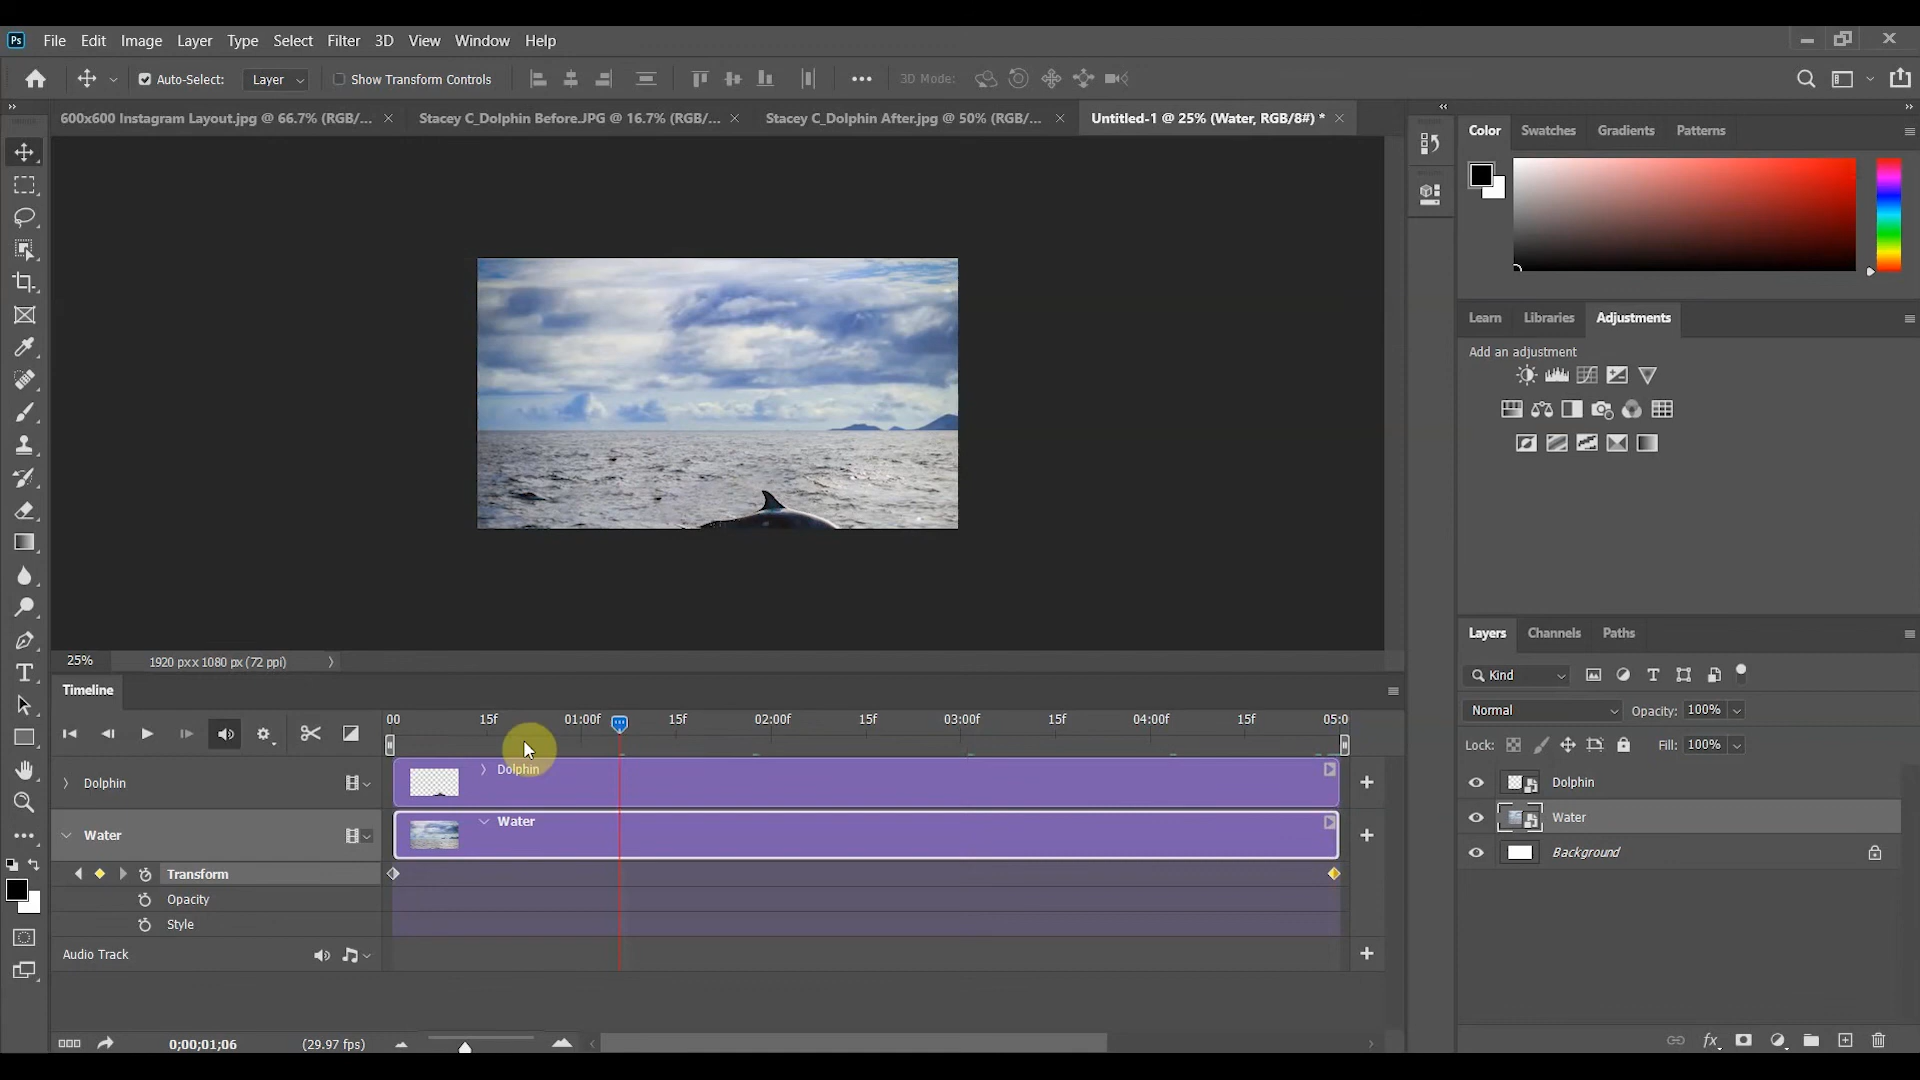 Ps File Edit Image Layer Type Select Filter 3D View Window Help
Auto-Select: Layer Show Transform Controls 3D Mode:
600x600 Instagram Layout.jpg @ 66.7% (RGB/... Stacey C_Dolphin Before.JPG @ 16.7% (RGB/... Stacey C_Dolphin After.jpg @ 50% (RGB/... Untitled-1 @ 25% (Water, RGB/8#) *
Color Swatches Gradients Patterns
Learn Libraries Adjustments
Add an adjustment
Layers Channels Paths
Kind
Normal Opacity: 100%
Lock: Fill: 100%
Dolphin
Water
Background
25% 1920 px x 1080 px (72 ppi)
Timeline
00 15f 01:00f 15f 02:00f 15f 03:00f 15f 04:00f 15f 05:0
Dolphin Dolphin
Water Water
Transform
Opacity
Style
Audio Track
0;00;01;06 (29.97 fps)